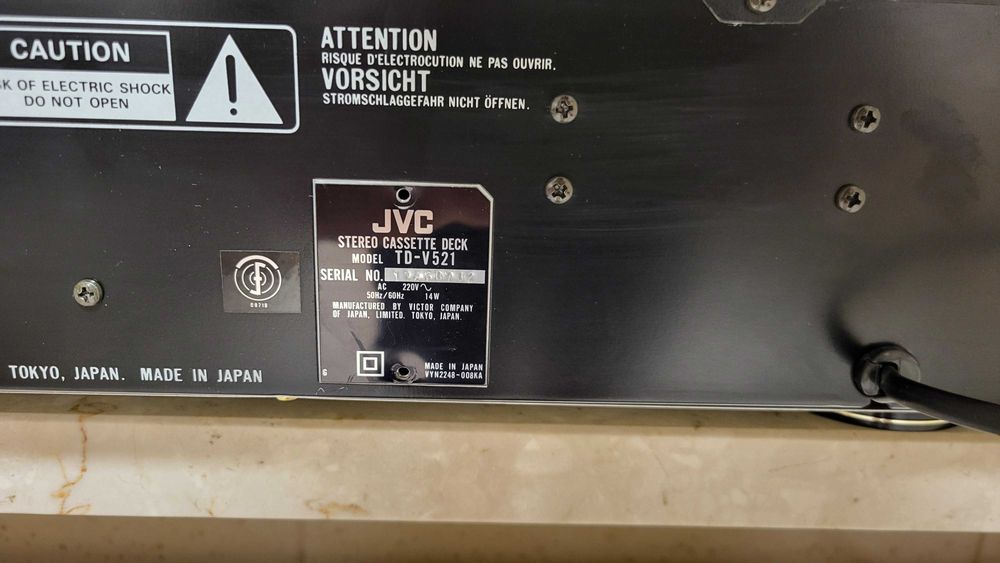 CAUTION
OF ELECTRIC SHOCK
DO NOT OPEN
ATTENTION
RISQUE D'ELECTROCUTION NE PAS OUVRIR.
VORSICHT
STROMSCHLAGGEFAHR NICHT ÖFFNEN.
JVC
STEREO CASSETTE DECK
MODEL TD-V521
SERIAL NO.
AC 220V~
50Hz/60Hz 14W
MANUFACTURED BY VICTOR COMPANY
OF JAPAN, LIMITED. TOKYO, JAPAN.
6
MADE IN JAPAN
VYN2248-008KA
TOKYO, JAPAN. MADE IN JAPAN